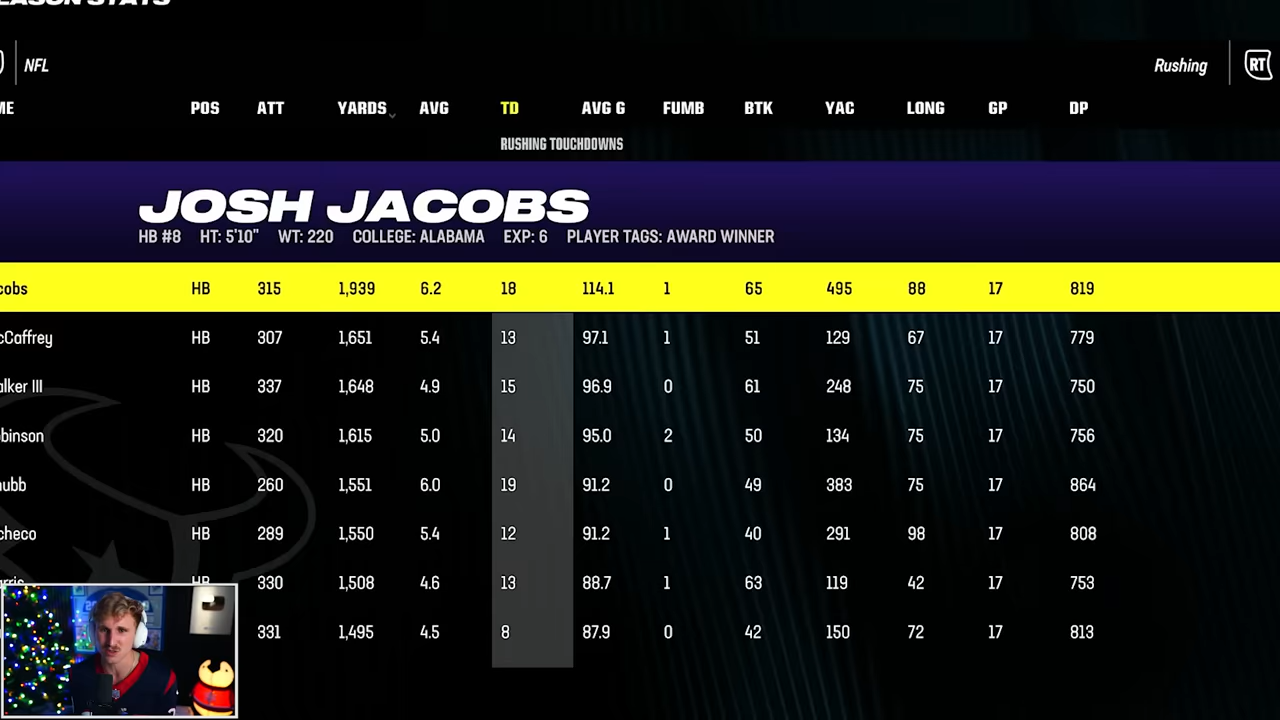 EASON STATS
NFL Rushing RT
ME POS ATT YARDS AVG TD AVG G FUMB BTK YAC LONG GP DP
RUSHING TOUCHDOWNS
JOSH JACOBS
HB #8 HT: 5'10" WT: 220 COLLEGE: ALABAMA EXP: 6 PLAYER TAGS: AWARD WINNER
cobs HB 315 1,939 6.2 18 114.1 1 65 495 88 17 819
cCaffrey HB 307 1,651 5.4 13 97.1 1 51 129 67 17 779
alker III HB 337 1,648 4.9 15 96.9 0 61 248 75 17 750
obinson HB 320 1,615 5.0 14 95.0 2 50 134 75 17 756
hubb HB 260 1,551 6.0 19 91.2 0 49 383 75 17 864
checo HB 289 1,550 5.4 12 91.2 1 40 291 98 17 808
arris HB 330 1,508 4.6 13 88.7 1 63 119 42 17 753
331 1,495 4.5 8 87.9 0 42 150 72 17 813